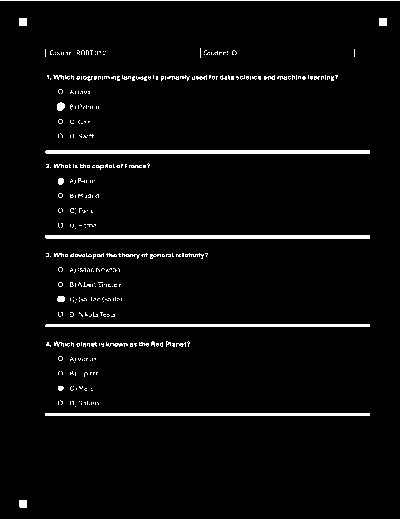 Student ID
1. Which programming language is primarily used for data science and machine learning?
A) Java
B) Python
C) C++
D) Swift
2. What is the capital of France?
A) Berlin
B) Madrid
C) Paris
D) Rome
3. Who developed the theory of general relativity?
A) Isaac Newton
B) Albert Einstein
C) Galileo Galilei
D) Nikola Tesla
4. Which planet is known as the Red Planet?
A) Venus
B) Jupiter
C) Mars
D) Saturn